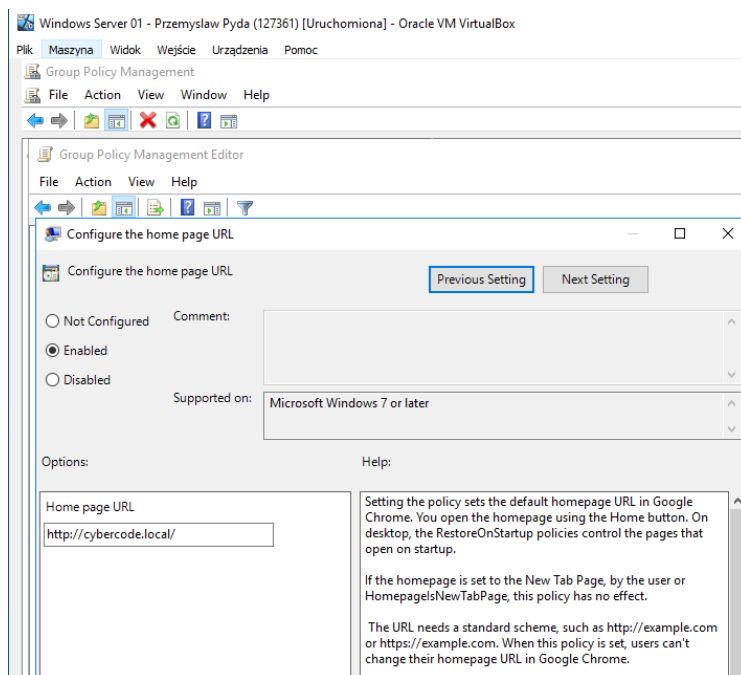 Windows Server 01 - Przemyslaw Pyda (127361) [Uruchomiona] - Oracle VM VirtualBox
Plik Maszyna Widok Wejście Urządzenia Pomoc
Group Policy Management
File Action View Window Help
Group Policy Management Editor
File Action View Help
Configure the home page URL
Configure the home page URL
Previous Setting Next Setting
Not Configured
Comment:
Enabled
Disabled
Supported on:
Microsoft Windows 7 or later
Options:
Help:
Home page URL
http://cybercode.local/
Setting the policy sets the default homepage URL in Google
Chrome. You open the homepage using the Home button. On
desktop, the RestoreOnStartup policies control the pages that
open on startup.
If the homepage is set to the New Tab Page, by the user or
HomepageIsNewTabPage, this policy has no effect.
The URL needs a standard scheme, such as http://example.com
or https://example.com. When this policy is set, users can't
change their homepage URL in Google Chrome.